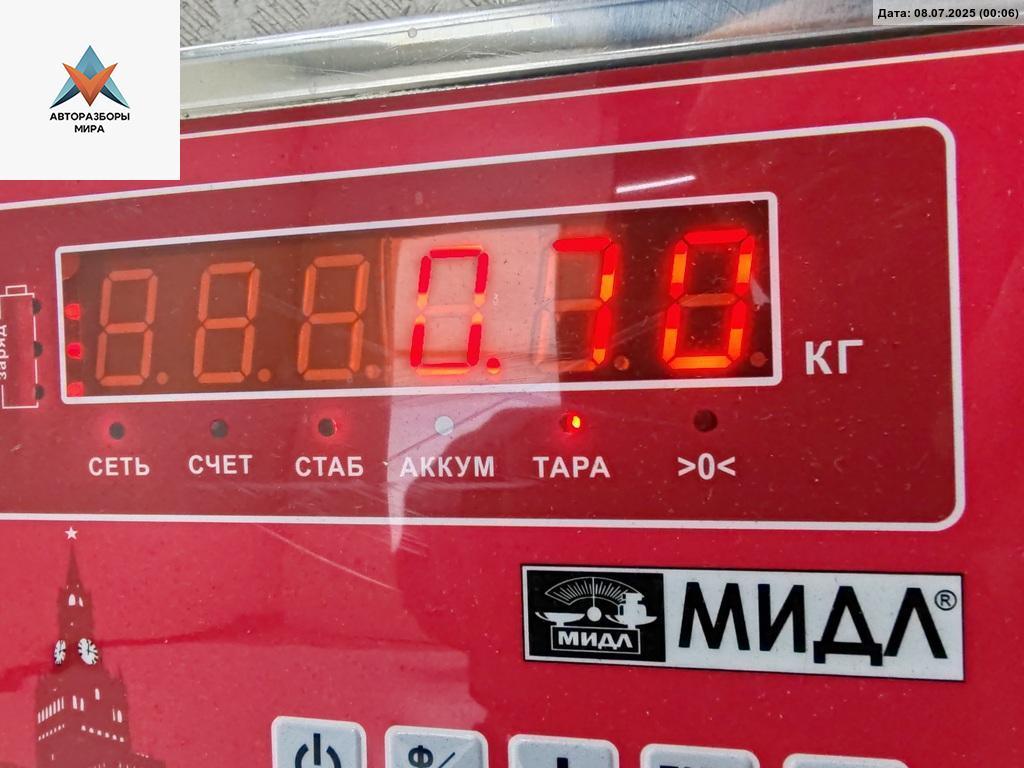 Дата: 08.07.2025 (00:06)
АВТОРАЗБОРЫ
МИРА
0.70
КГ
заряд
СЕТЬ СЧЕТ СТАБ АККУМ ТАРА >0<
МИДЛ МИДЛ®